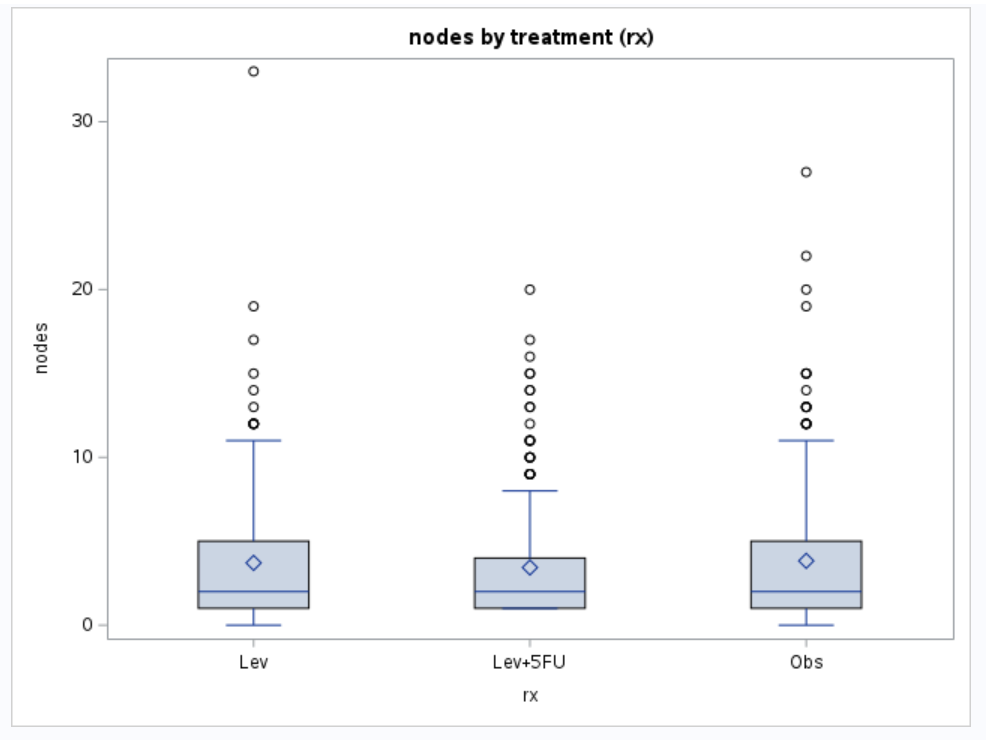 nodes by treatment (rx)
30
20
10
0
nodes
Lev
Lev+5FU
Obs
rx